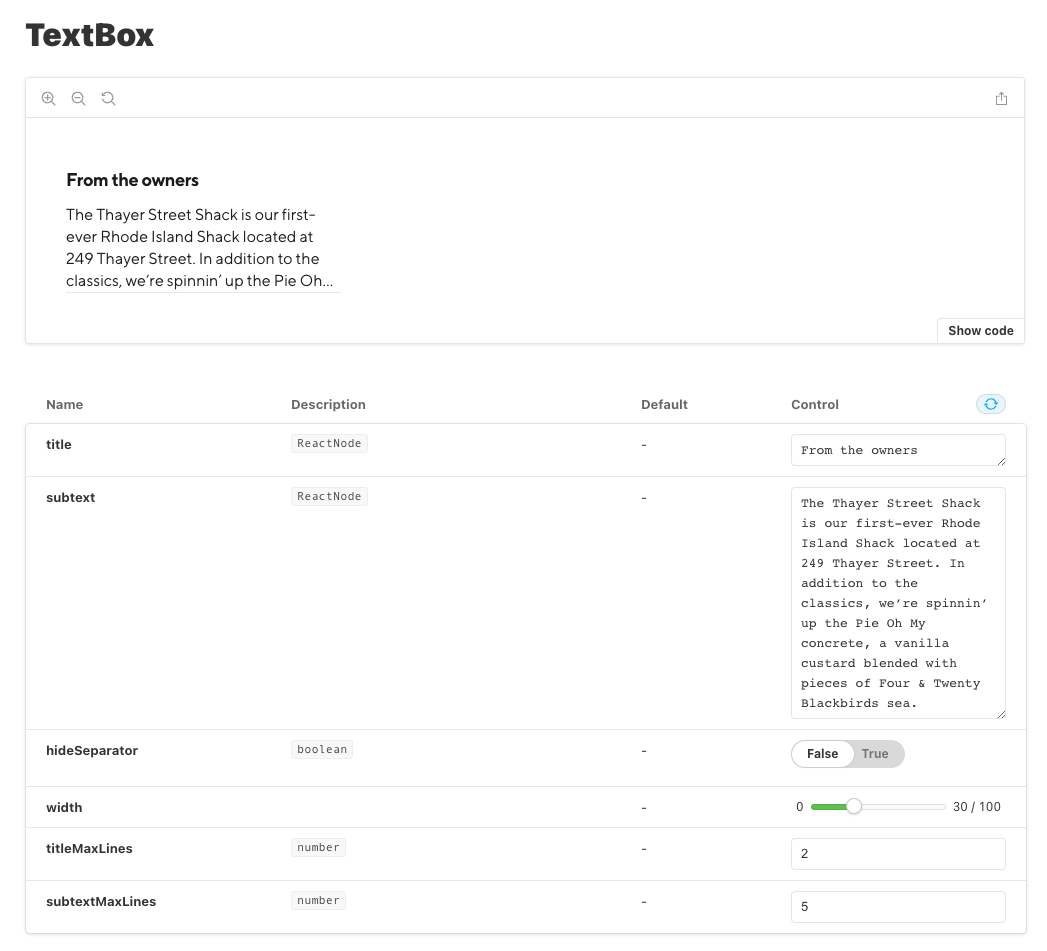 TextBox
From the owners
The Thayer Street Shack is our first-
ever Rhode Island Shack located at
249 Thayer Street. In addition to the
classics, we’re spinnin’ up the Pie Oh...
Show code
Name Description Default Control
title ReactNode - From the owners
subtext ReactNode - The Thayer Street Shack
is our first-ever Rhode
Island Shack located at
249 Thayer Street. In
addition to the
classics, we’re spinnin’
up the Pie Oh My
concrete, a vanilla
custard blended with
pieces of Four & Twenty
Blackbirds sea.
hideSeparator boolean - False True
width - 0 30 / 100
titleMaxLines number - 2
subtextMaxLines number - 5